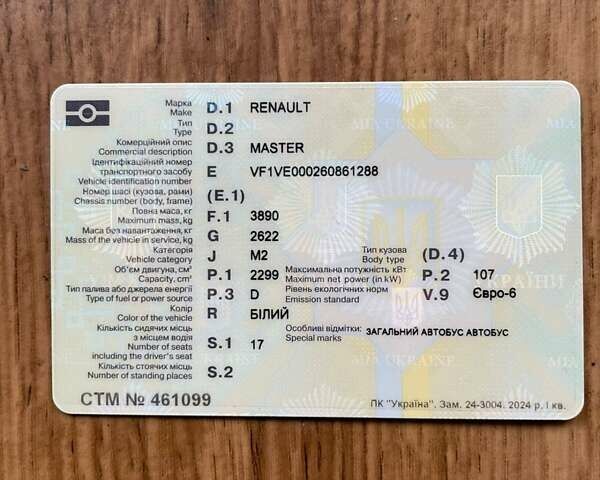 Марка D.1 RENAULT
Make
Тип D.2
Type
Комерційний опис D.3 MASTER
Commercial description
Ідентифікаційний номер
транспортного засобу E VF1VE000260861288
Vehicle identification number
Номер шасі (кузова, рами) (E.1)
Chassis number (body, frame)
Повна маса, кг F.1 3890
Maximum mass, kg
Маса без навантаження, кг G 2622
Mass of the vehicle in service, kg
Категорія J M2 Тип кузова (D.4)
Vehicle category Body type
Об'єм двигуна, см³ P.1 2299 Максимальна потужність кВт P.2 107
Capacity, cm³ Maximum net power (in kW)
Тип палива або джерела енергії P.3 D Рівень екологічних норм V.9 Євро-6
Type of fuel or power source Emission standard
Колір R БІЛИЙ
Color of the vehicle
Кількість сидячих місць Особливі відмітки: ЗАГАЛЬНИЙ АВТОБУС АВТОБУС
з місцем водія S.1 17 Special marks
Number of seats
including the driver's seat
Кількість стоячих місць S.2
Number of standing places
СТМ № 461099 ПК "Україна". Зам. 24-3004. 2024 р. I кв.
MIA UKRAINE
УКРАЇНИ
MIA UKRAINE